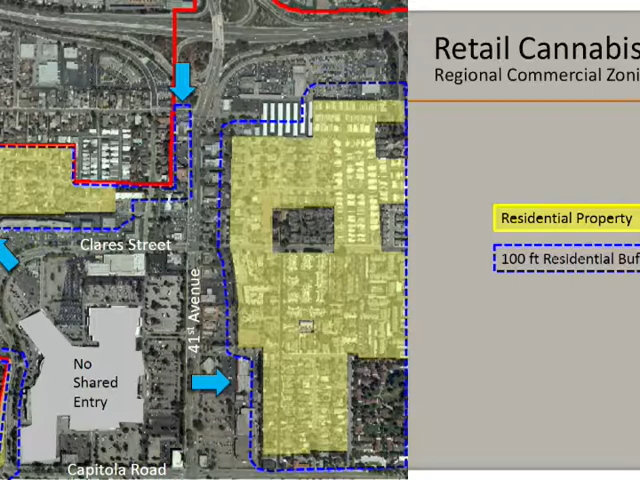 Retail Cannabis
Regional Commercial Zoni
Residential Property
100 ft Residential Buf
Clares Street
41st Avenue
No
Shared
Entry
Capitola Road